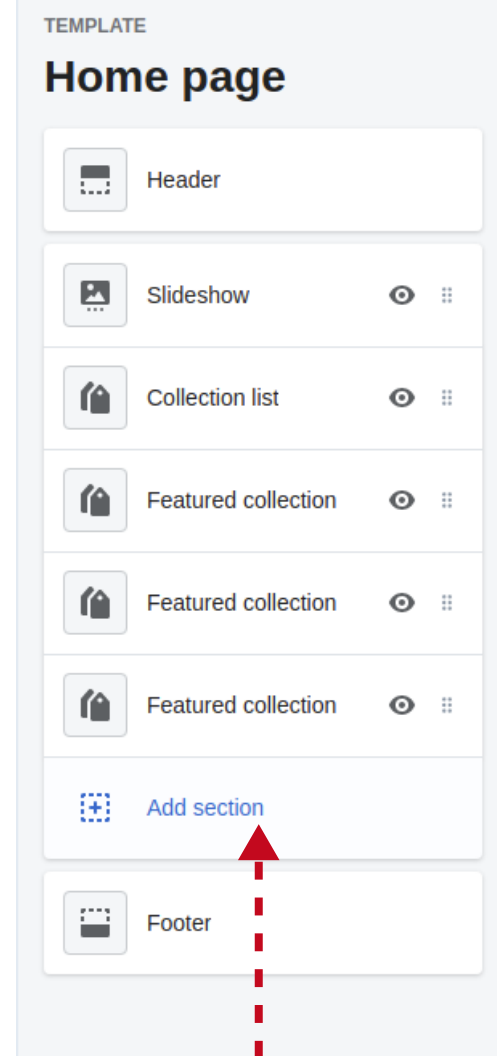 TEMPLATE
Home page
Header
Slideshow
Collection list
Featured collection
Featured collection
Featured collection
Add section
Footer